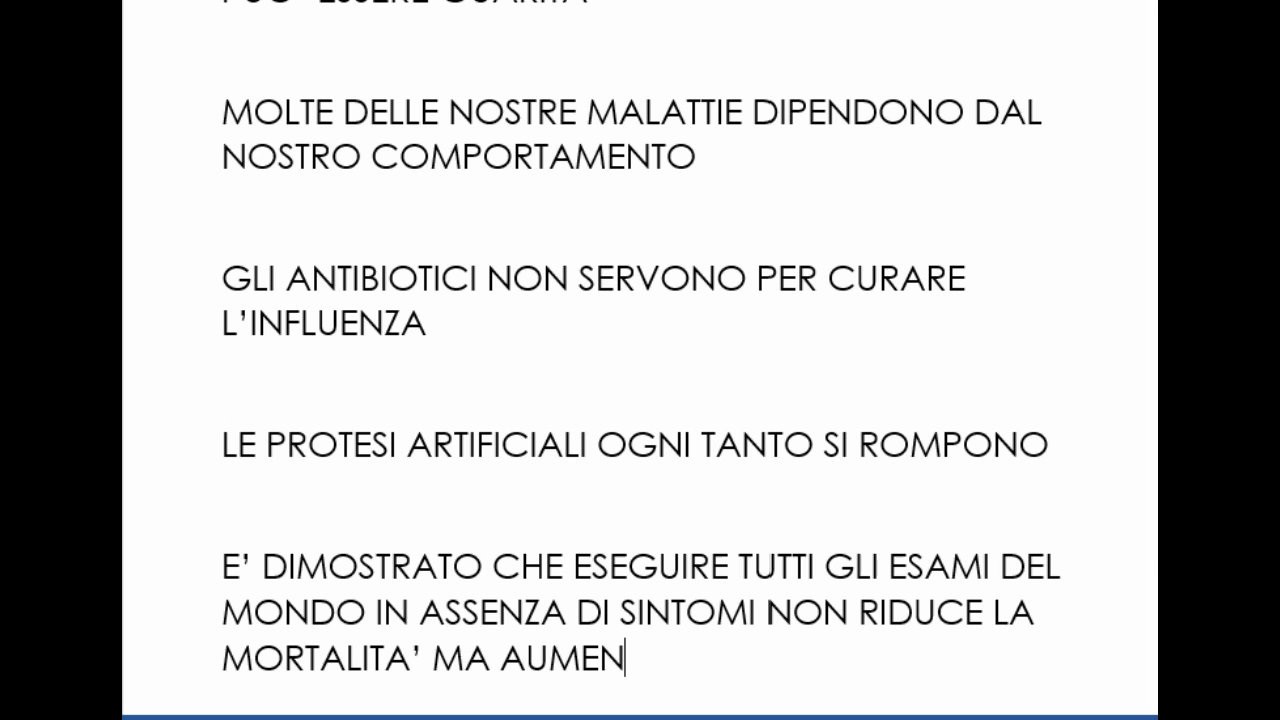 ESSERE GUARITA
MOLTE DELLE NOSTRE MALATTIE DIPENDONO DAL
NOSTRO COMPORTAMENTO
GLI ANTIBIOTICI NON SERVONO PER CURARE
L’INFLUENZA
LE PROTESI ARTIFICIALI OGNI TANTO SI ROMPONO
E’ DIMOSTRATO CHE ESEGUIRE TUTTI GLI ESAMI DEL
MONDO IN ASSENZA DI SINTOMI NON RIDUCE LA
MORTALITA’ MA AUMEN